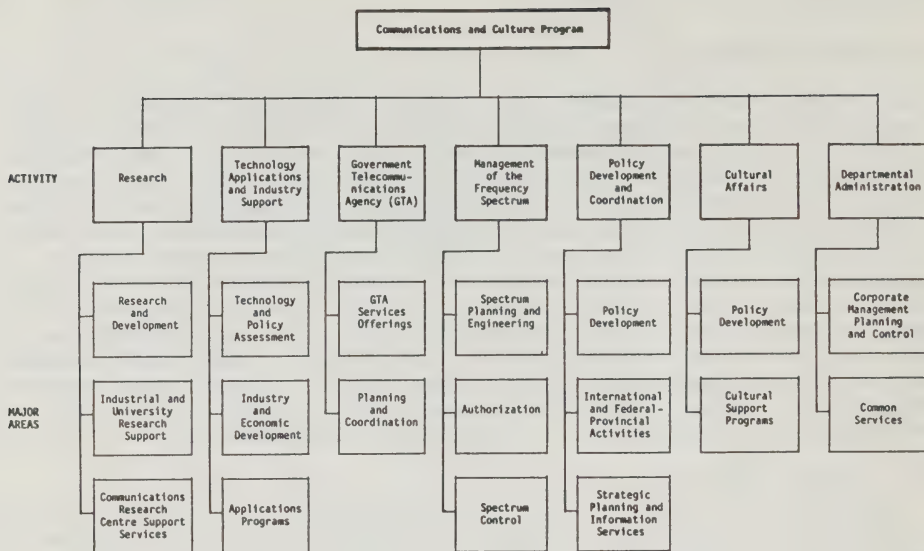 Communications and Culture Program
ACTIVITY
Research
Technology
Applications
and Industry
Support
Government
Telecommu-
nications
Agency (GTA)
Management
of the
Frequency
Spectrum
Policy
Development
and
Coordination
Cultural
Affairs
Departmental
Administration
MAJOR
AREAS
Research
and
Development
Industrial and
University
Research
Support
Communications
Research
Centre Support
Services
Technology
and
Policy
Assessment
Industry
and
Economic
Development
Applications
Programs
GTA
Services
Offerings
Planning
and
Coordination
Spectrum
Planning and
Engineering
Authorization
Spectrum
Control
Policy
Development
International
and Federal-
Provincial
Activities
Strategic
Planning and
Information
Services
Policy
Development
Cultural
Support
Programs
Corporate
Management
Planning
and Control
Common
Services